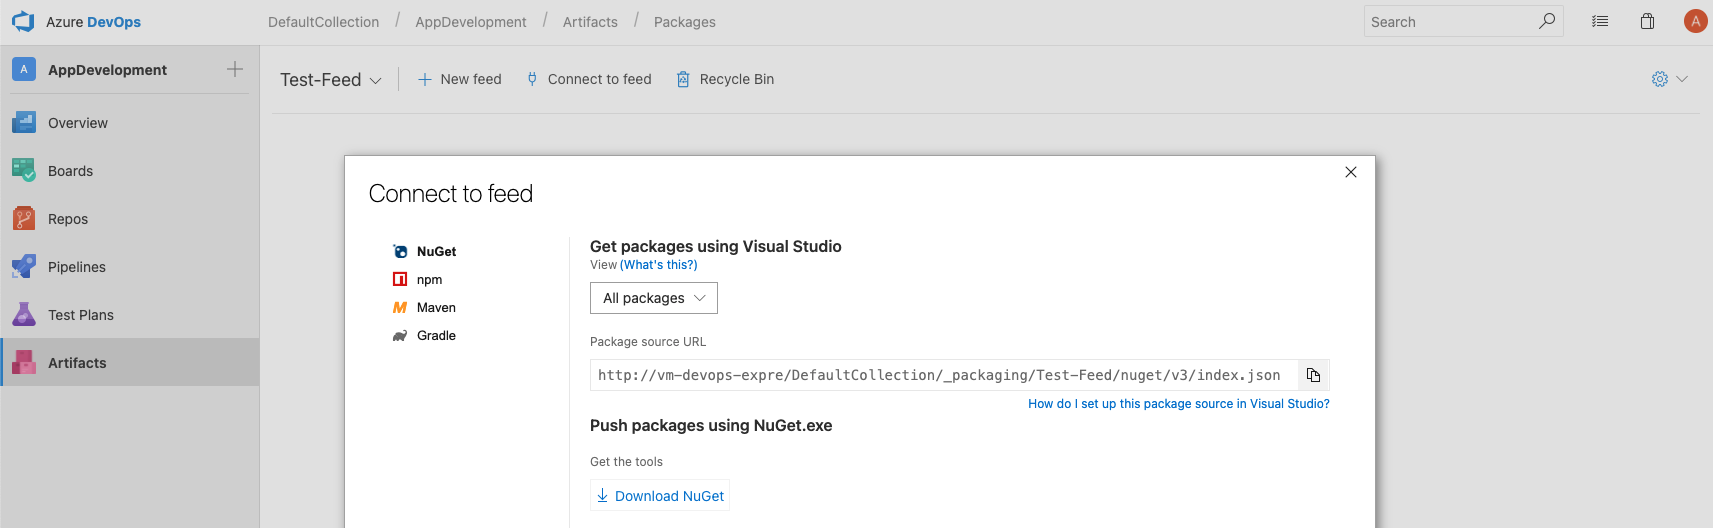 Azure DevOps
DefaultCollection / AppDevelopment / Artifacts / Packages
Search
A
A AppDevelopment
Test-Feed
New feed
Connect to feed
Recycle Bin
Overview
Boards
Repos
Pipelines
Test Plans
Artifacts
Connect to feed
NuGet
npm
Maven
Gradle
Get packages using Visual Studio
View (What's this?)
All packages
Package source URL
http://vm-devops-expre/DefaultCollection/_packaging/Test-Feed/nuget/v3/index.json
How do I set up this package source in Visual Studio?
Push packages using NuGet.exe
Get the tools
Download NuGet